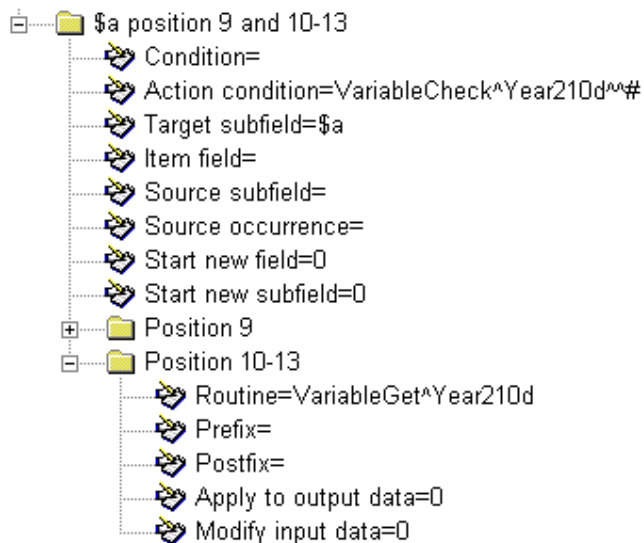 $a position 9 and 10-13
Condition=
Action condition=VariableCheck^Year210d^^#
Target subfield=$a
Item field=
Source subfield=
Source occurrence=
Start new field=0
Start new subfield=0
Position 9
Position 10-13
Routine=VariableGet^Year210d
Prefix=
Postfix=
Apply to output data=0
Modify input data=0